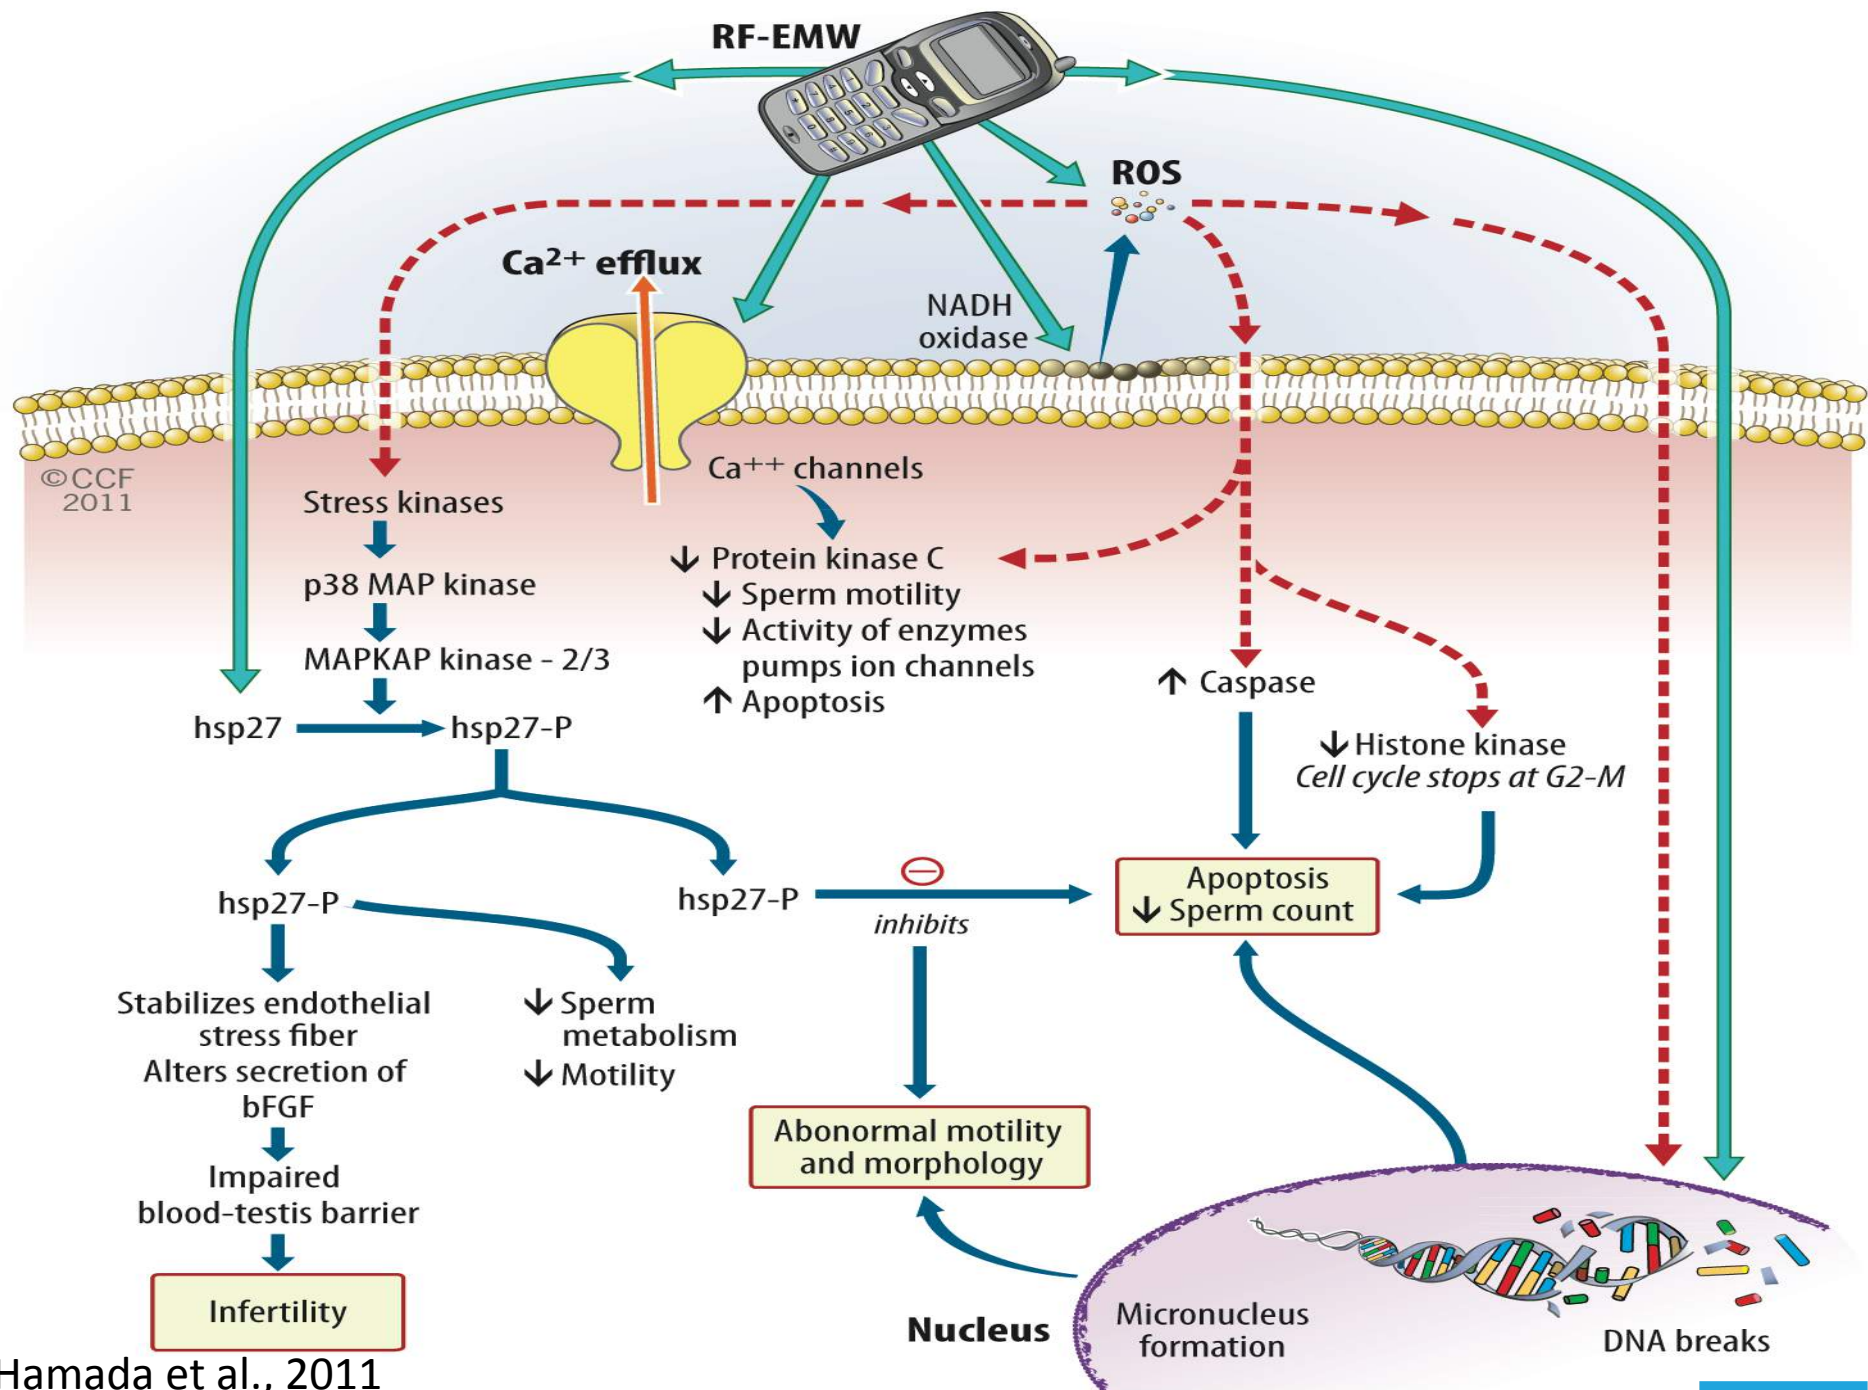 RF-EMW
ROS
Ca2+ efflux
NADH
oxidase
©CCF
2011
Ca++ channels
Stress kinases
p38 MAP kinase
MAPKAP kinase - 2/3
hsp27
hsp27-P
↓ Protein kinase C
↓ Sperm motility
↓ Activity of enzymes
pumps ion channels
↑ Apoptosis
↑ Caspase
↓ Histone kinase
Cell cycle stops at G2-M
hsp27-P
hsp27-P
inhibits
Apoptosis
↓ Sperm count
Stabilizes endothelial
stress fiber
Alters secretion of
bFGF
↓ Sperm
metabolism
↓ Motility
Impaired
blood-testis barrier
Infertility
Abonormal motility
and morphology
Nucleus
Micronucleus
formation
DNA breaks
Hamada et al., 2011